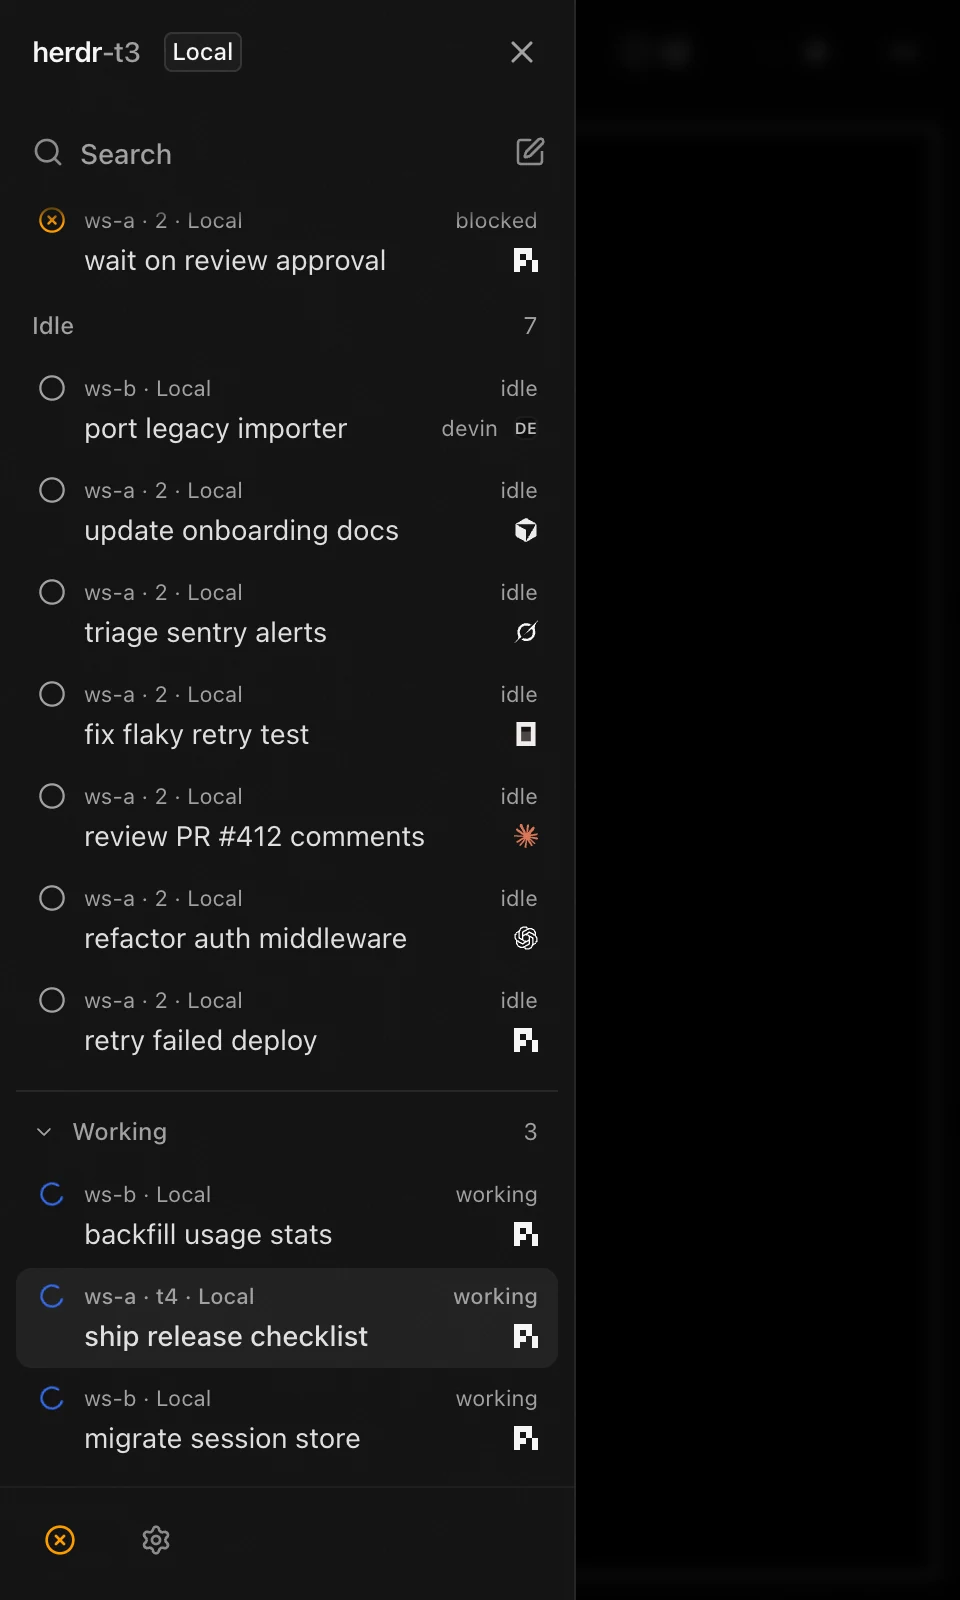 herdr-t3 Local
Search
ws-a · 2 · Local blocked
wait on review approval
Idle 7
ws-b · Local idle
port legacy importer devin DE
ws-a · 2 · Local idle
update onboarding docs
ws-a · 2 · Local idle
triage sentry alerts
ws-a · 2 · Local idle
fix flaky retry test
ws-a · 2 · Local idle
review PR #412 comments
ws-a · 2 · Local idle
refactor auth middleware
ws-a · 2 · Local idle
retry failed deploy
Working 3
ws-b · Local working
backfill usage stats
ws-a · t4 · Local working
ship release checklist
ws-b · Local working
migrate session store